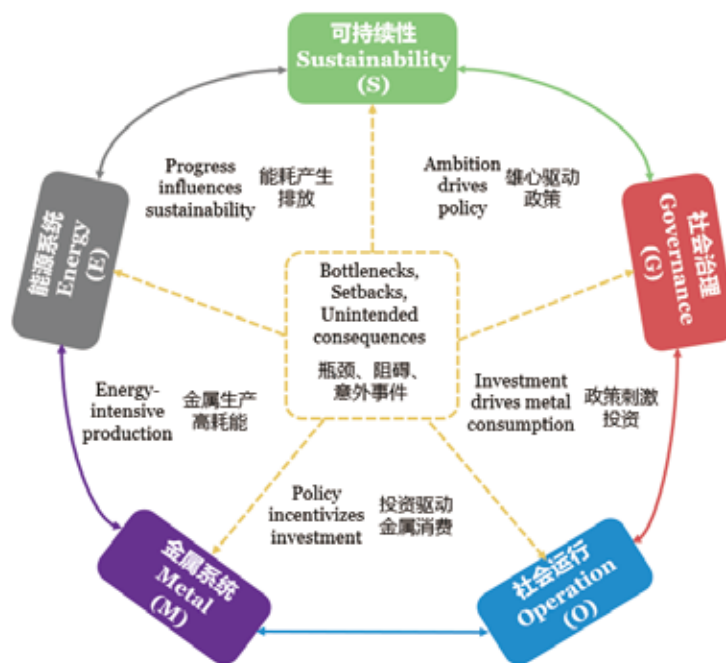 可持续性
Sustainability
(S)
Progress
influences
sustainability
能耗产生
排放
Ambition
drives
policy
雄心驱动
政策
能源系统
Energy
(E)
社会治理
Governance
(G)
Bottlenecks,
Setbacks,
Unintended
consequences
瓶颈、阻碍、
意外事件
Energy-
intensive
production
金属生产
高耗能
Investment
drives metal
consumption
政策刺激
投资
Policy
incentivizes
investment
投资驱动
金属消费
金属系统
Metal
(M)
社会运行
Operation
(O)